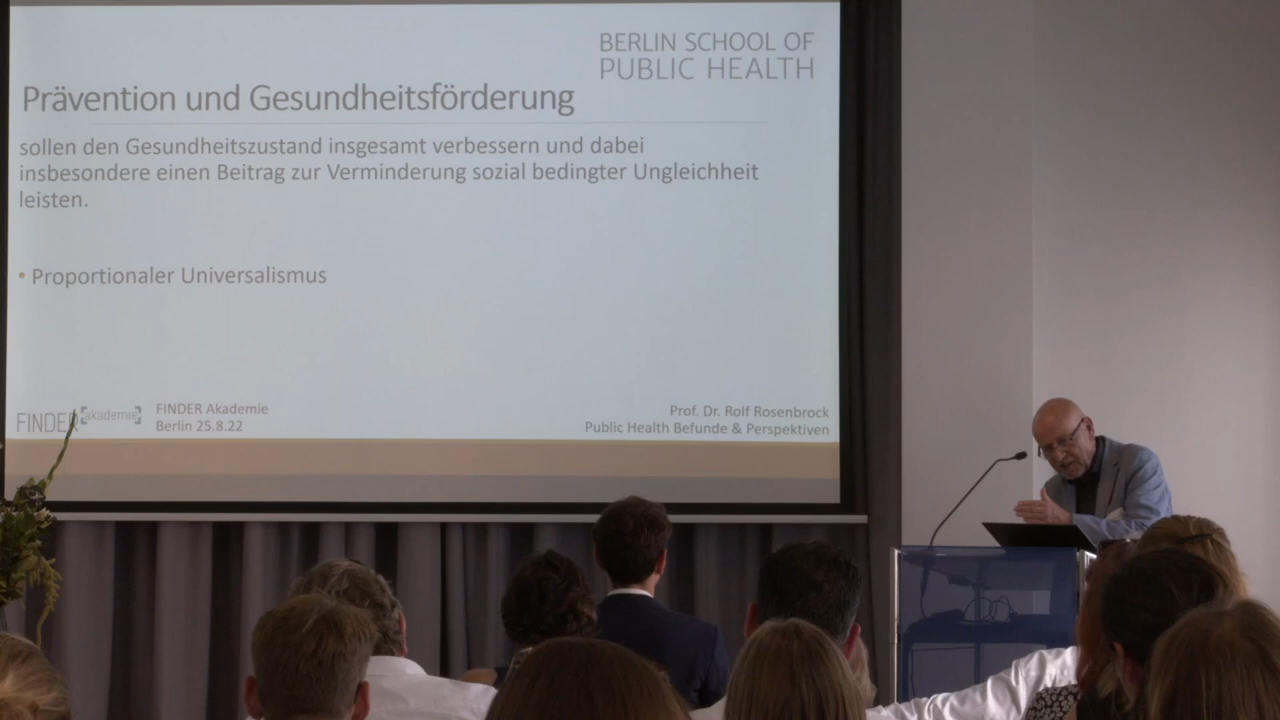 BERLIN SCHOOL OF
PUBLIC HEALTH
Prävention und Gesundheitsförderung
sollen den Gesundheitszustand insgesamt verbessern und dabei
insbesondere einen Beitrag zur Verminderung sozial bedingter Ungleichheit
leisten.
• Proportionaler Universalismus
FINDER [akademie]
FINDER Akademie
Berlin 25.8.22
Prof. Dr. Rolf Rosenbrock
Public Health Befunde & Perspektiven